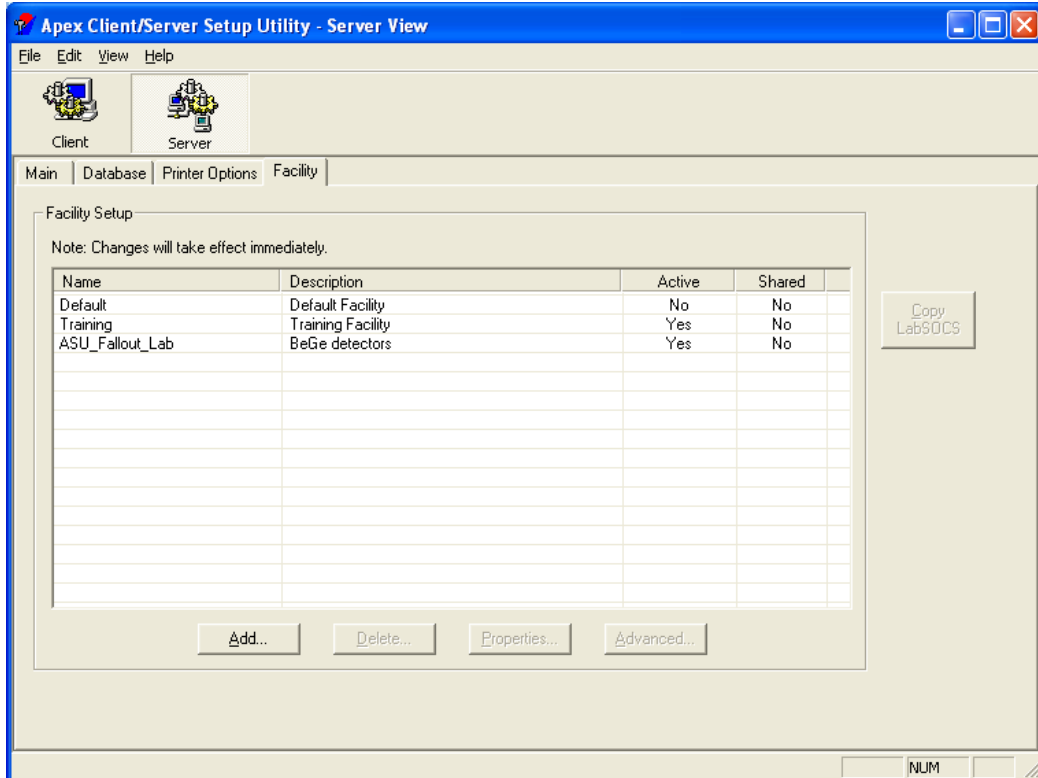 Apex Client/Server Setup Utility - Server View
File Edit View Help
Client Server
Main Database Printer Options Facility
Facility Setup
Note: Changes will take effect immediately.
Name Description Active Shared
Default Default Facility No No
Training Training Facility Yes No
ASU_Fallout_Lab BeGe detectors Yes No
Copy
LabSOCS
Add... Delete... Properties... Advanced...
NUM